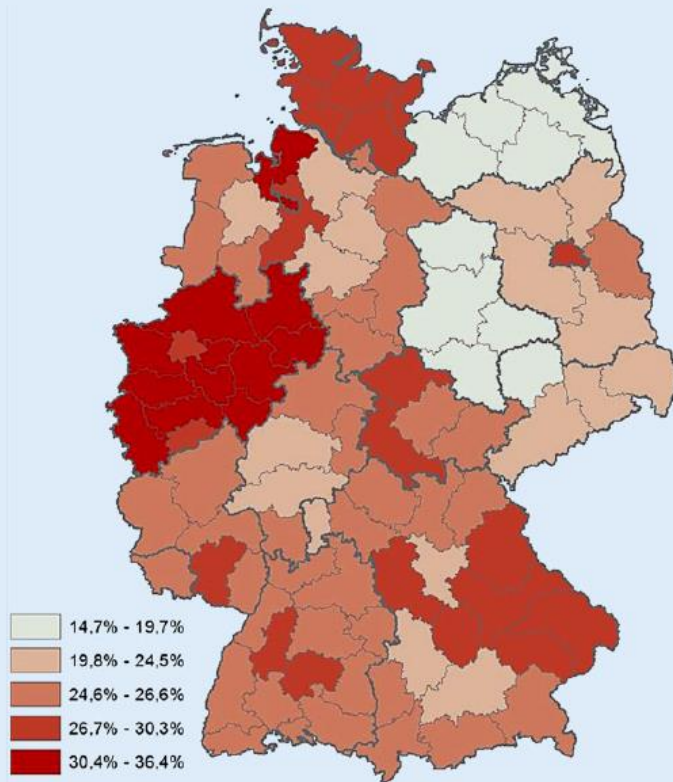 14,7% - 19,7%
19,8% - 24,5%
24,6% - 26,6%
26,7% - 30,3%
30,4% - 36,4%